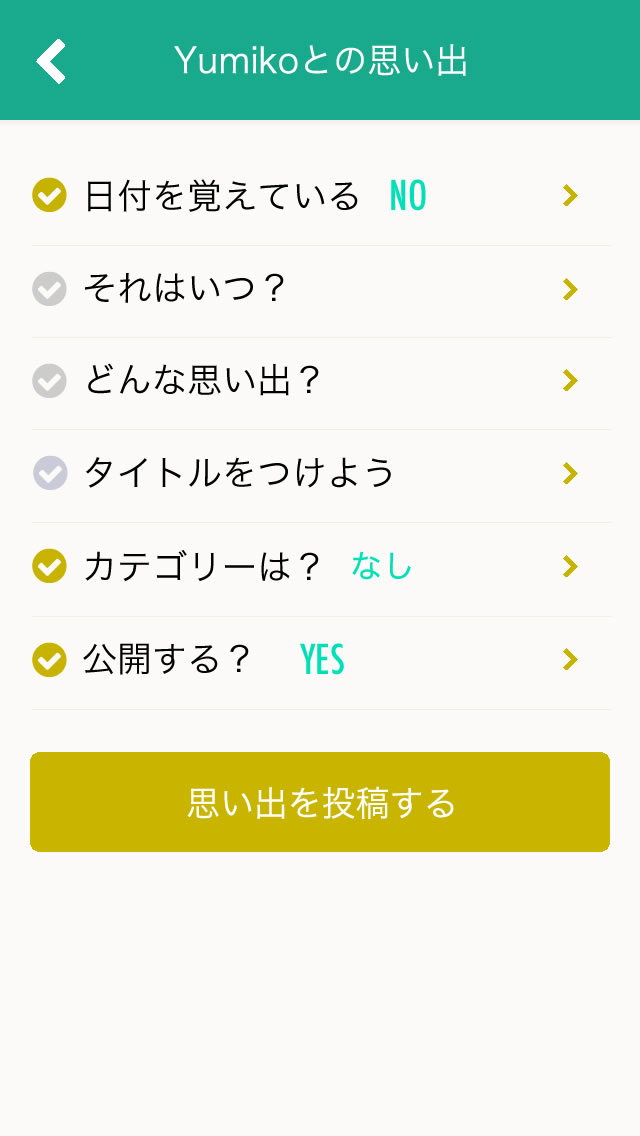 Yumikoとの思い出
日付を覚えている NO
それはいつ？
どんな思い出？
タイトルをつけよう
カテゴリーは？ なし
公開する？ YES
思い出を投稿する